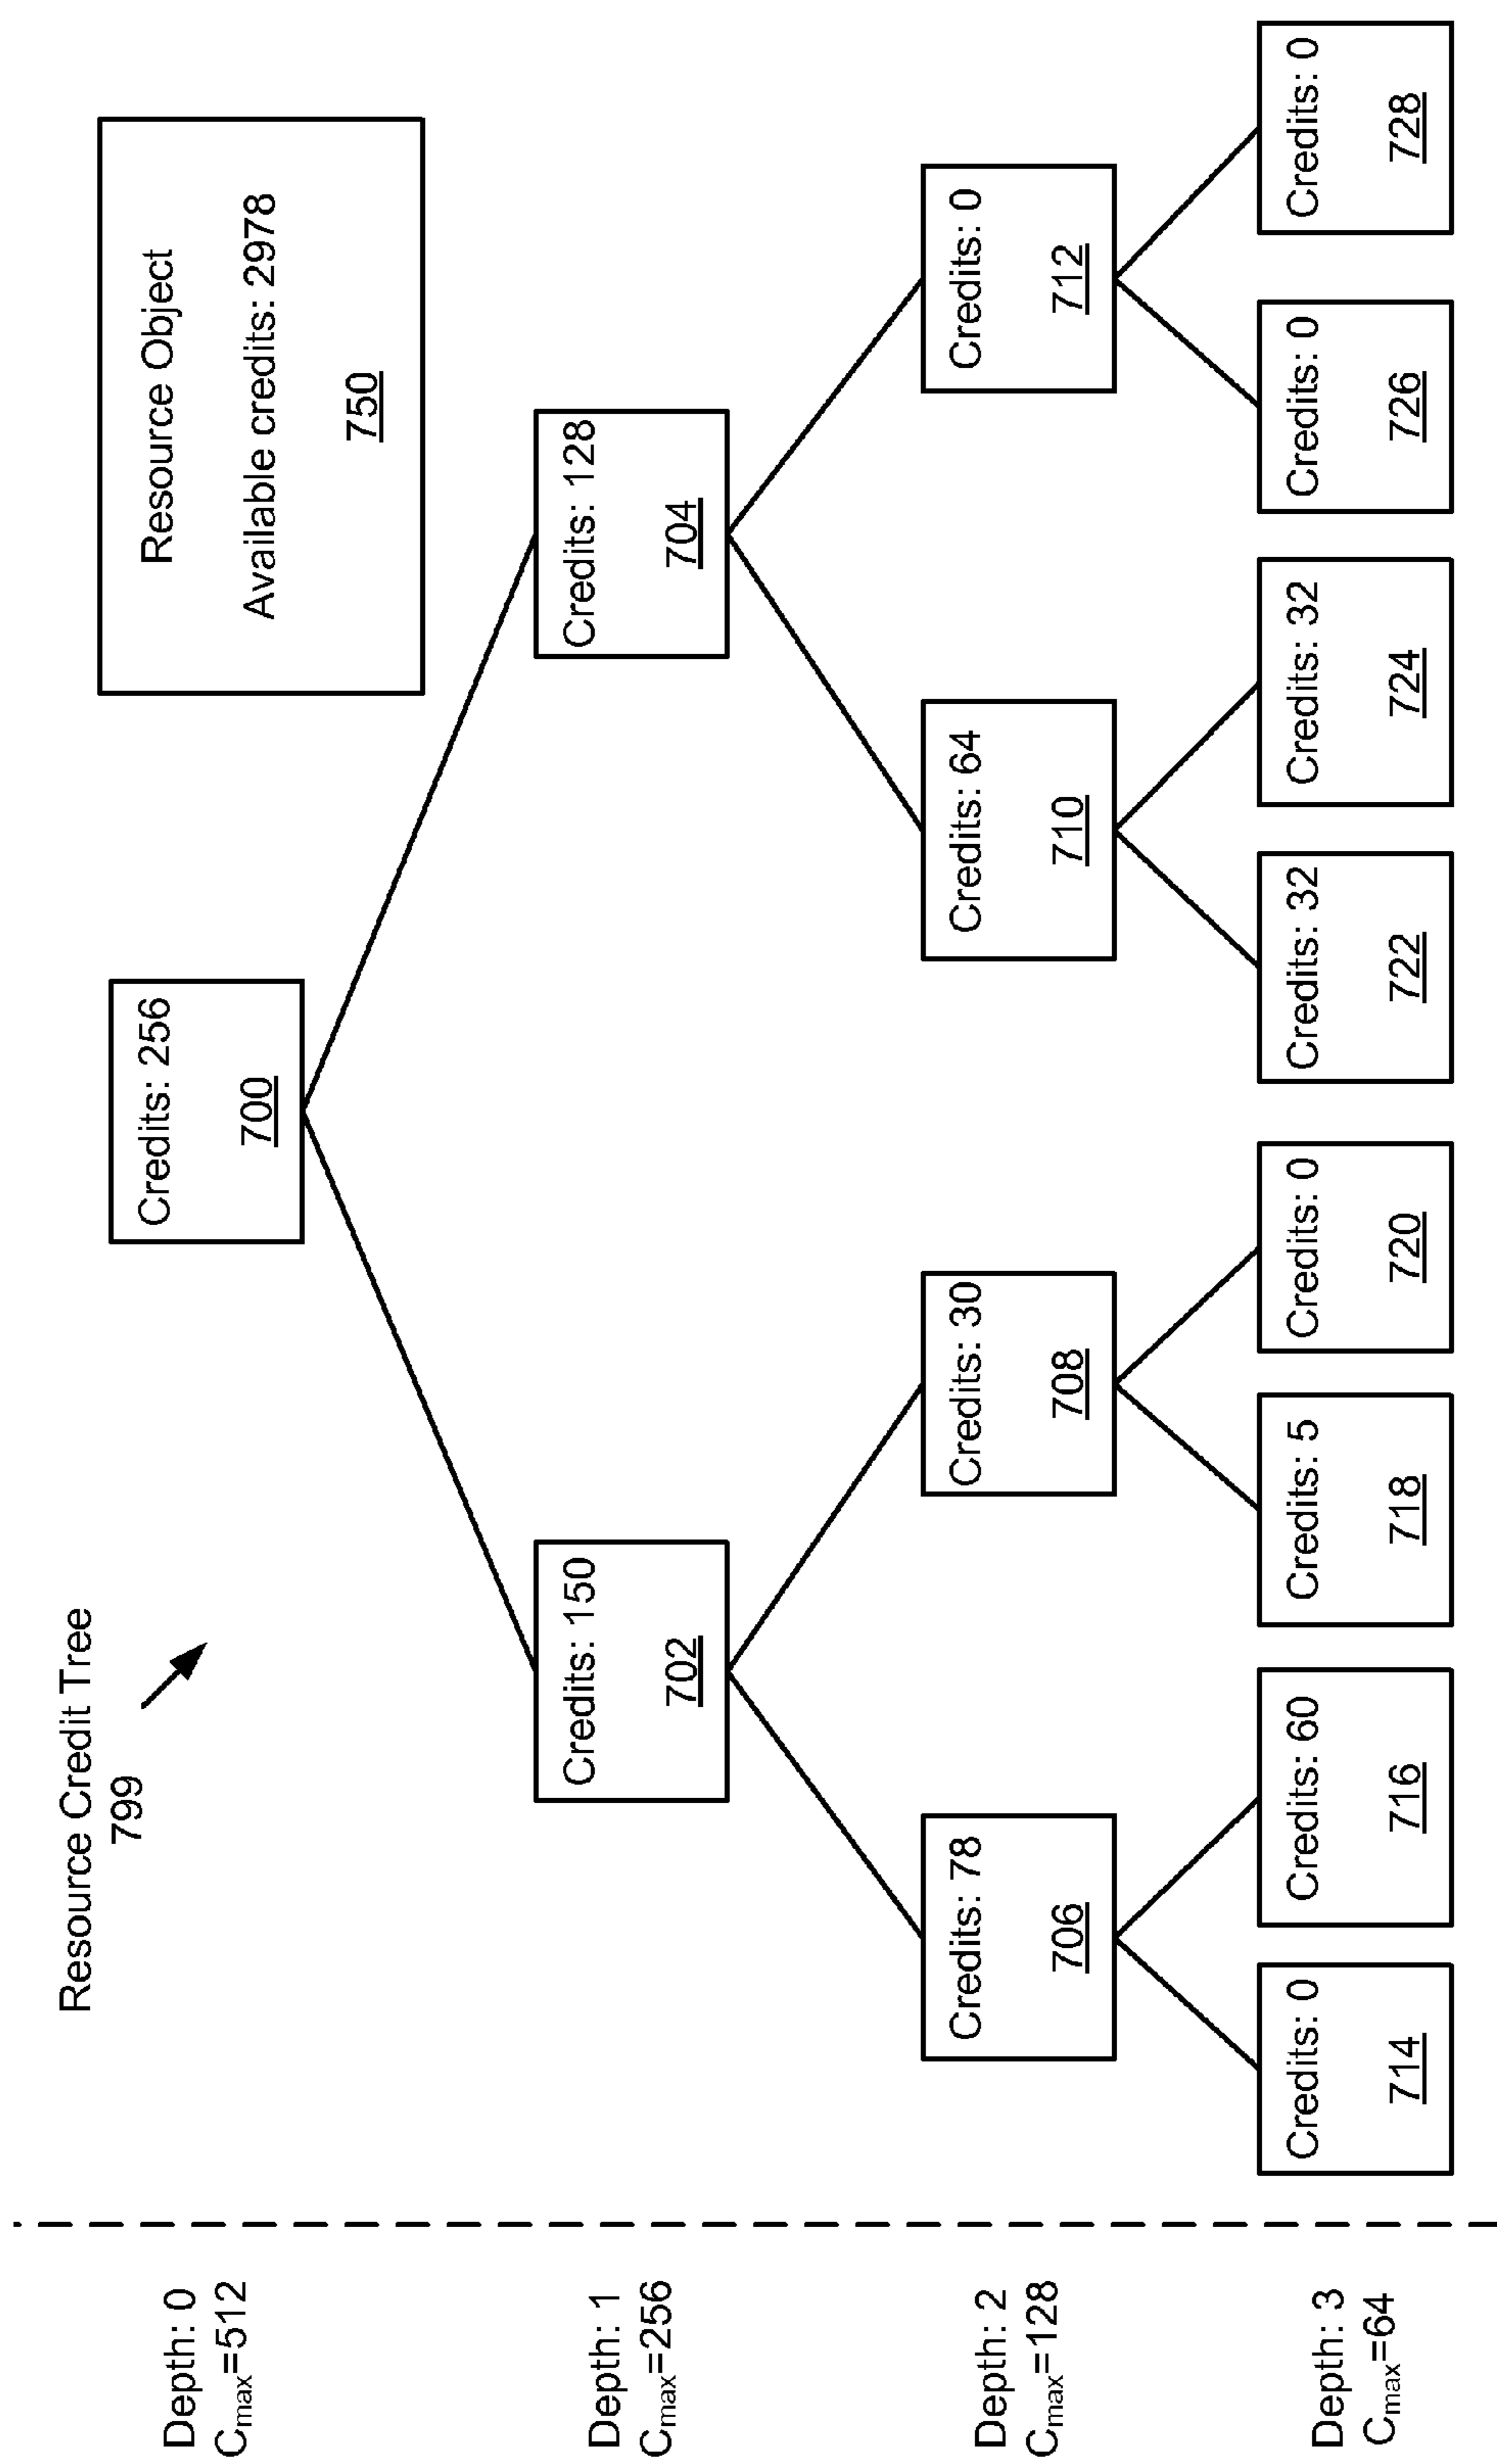 Resource Credit Tree
799
Resource Object
Available credits: 2978
750
Depth: 0
Cmax=512
Credits: 256
700
Depth: 1
Cmax=256
Credits: 150
702
Credits: 128
704
Depth: 2
Cmax=128
Credits: 78
706
Credits: 30
708
Credits: 64
710
Credits: 0
712
Depth: 3
Cmax=64
Credits: 0
714
Credits: 60
716
Credits: 5
718
Credits: 0
720
Credits: 32
722
Credits: 32
724
Credits: 0
726
Credits: 0
728